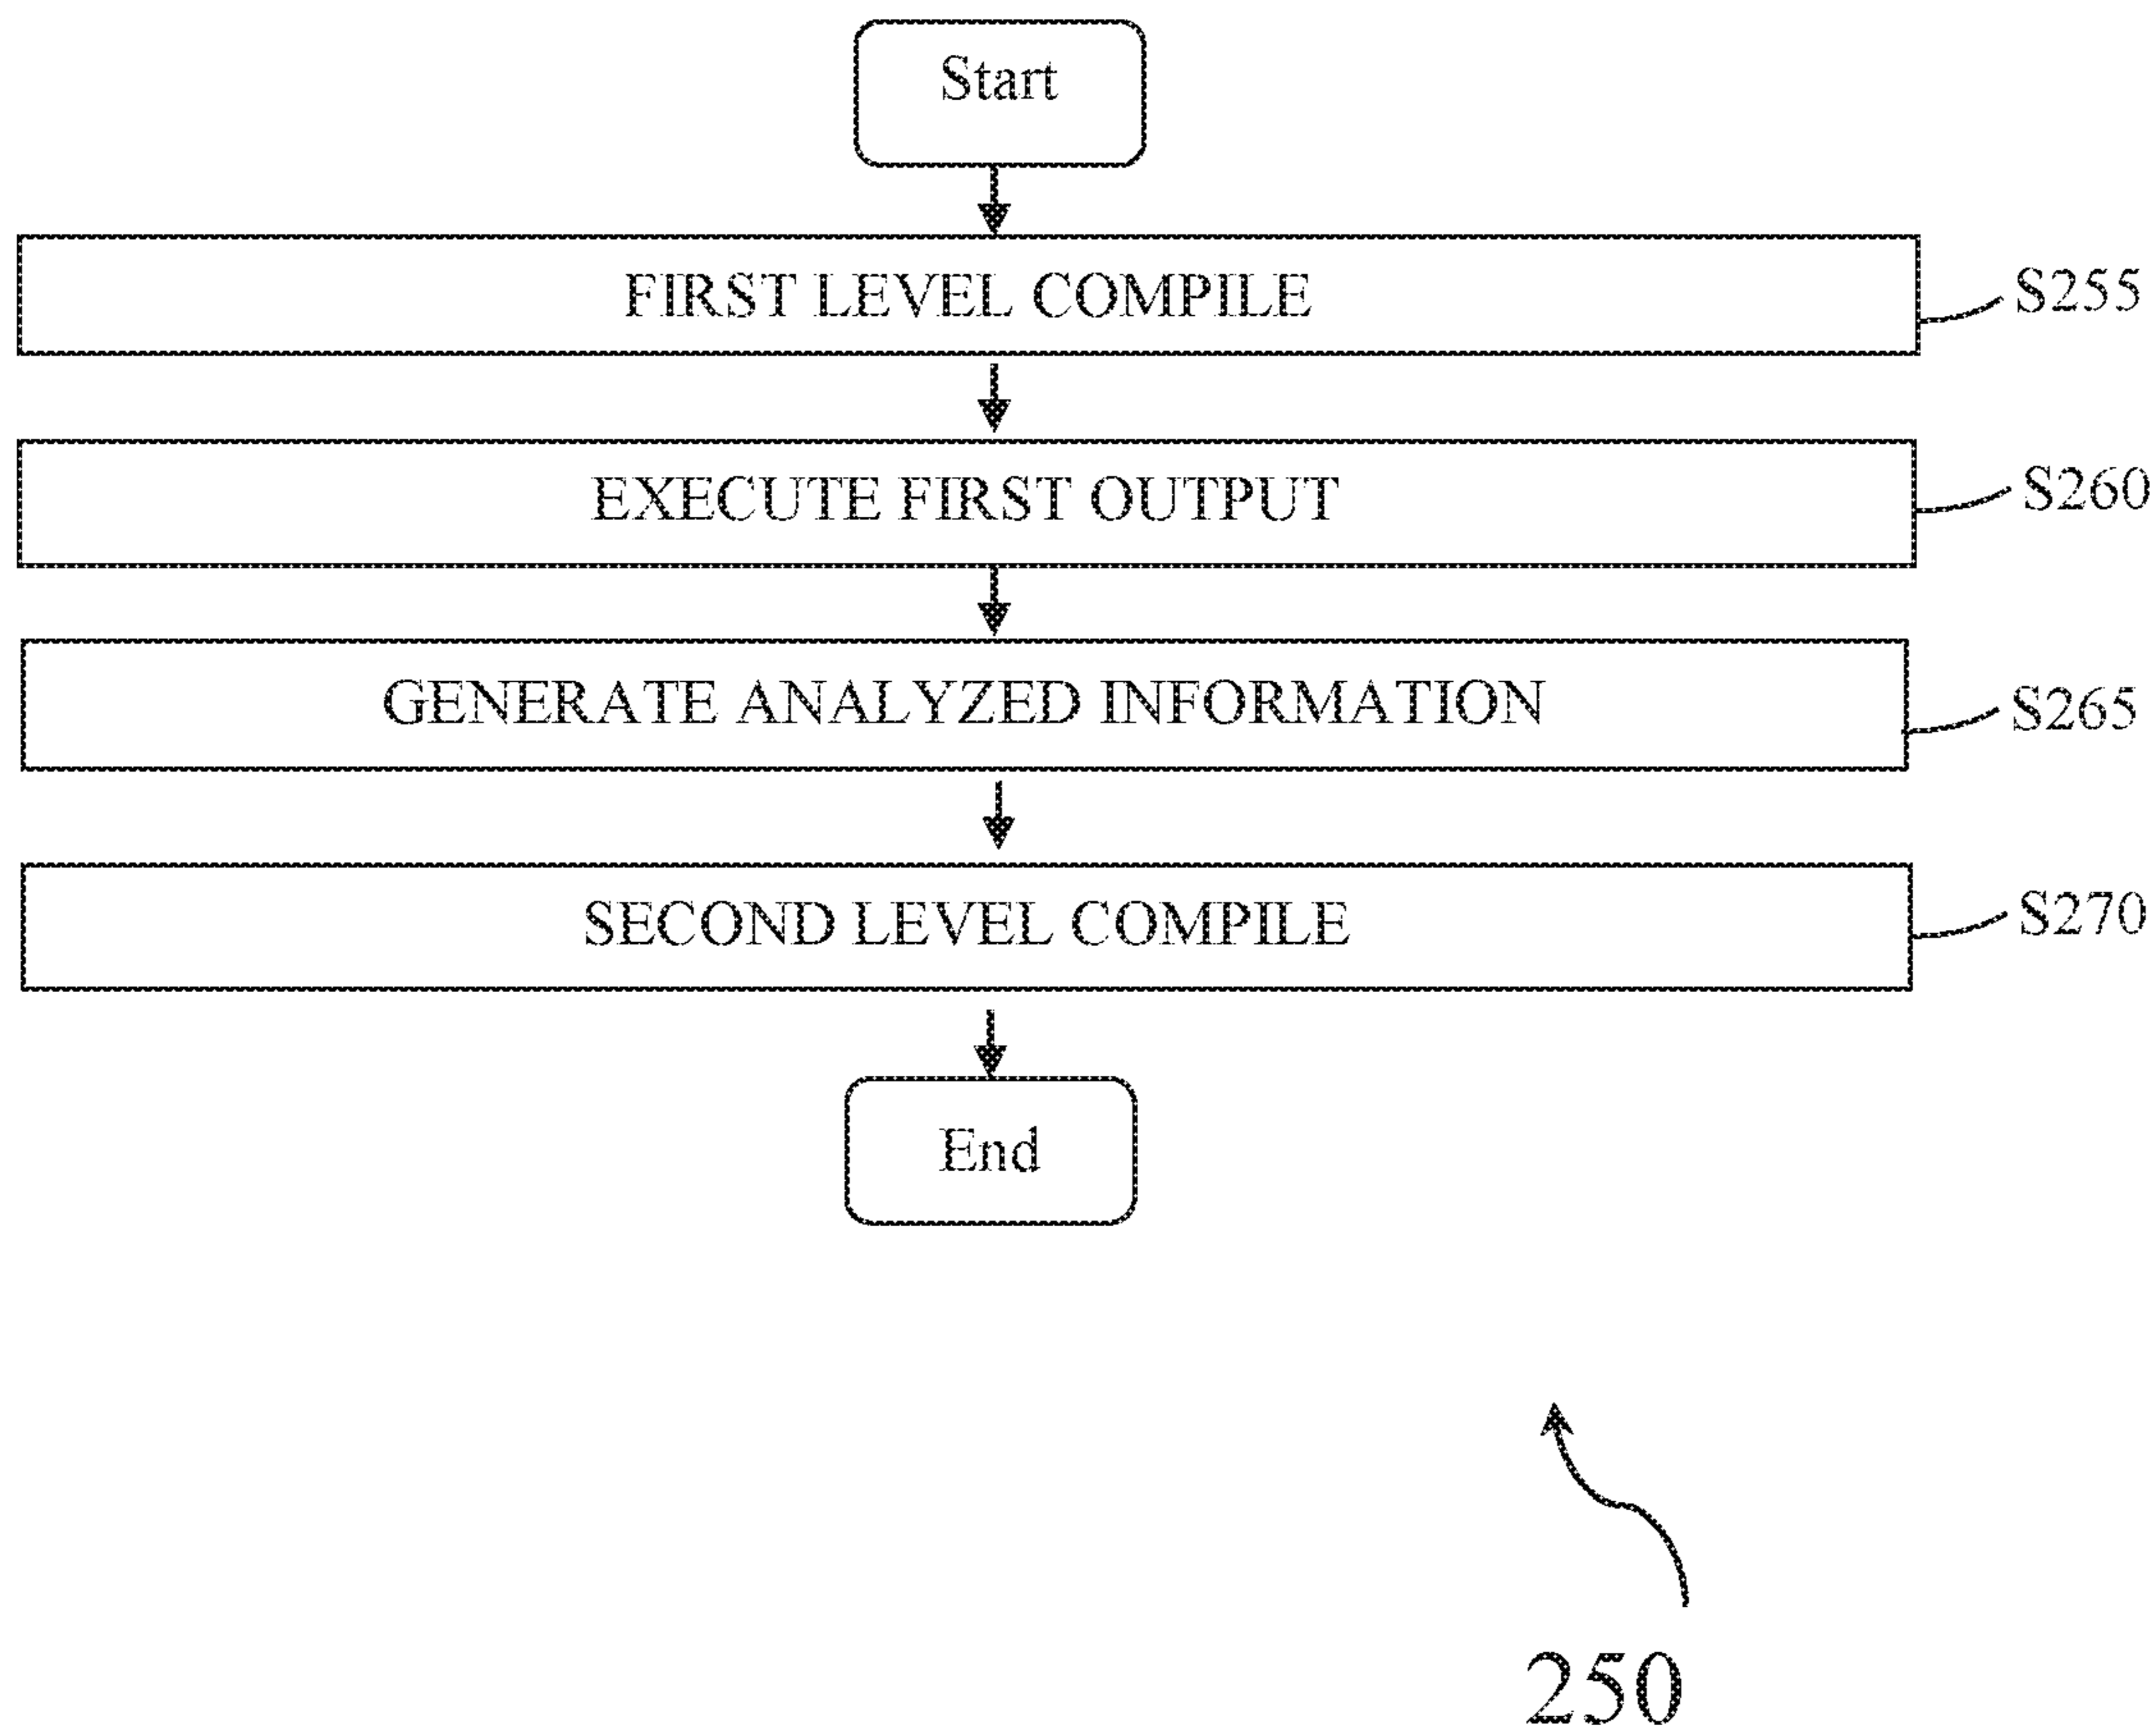 Start
FIRST LEVEL COMPILE
S255
EXECUTE FIRST OUTPUT
S260
GENERATE ANALYZED INFORMATION
S265
SECOND LEVEL COMPILE
S270
End
250